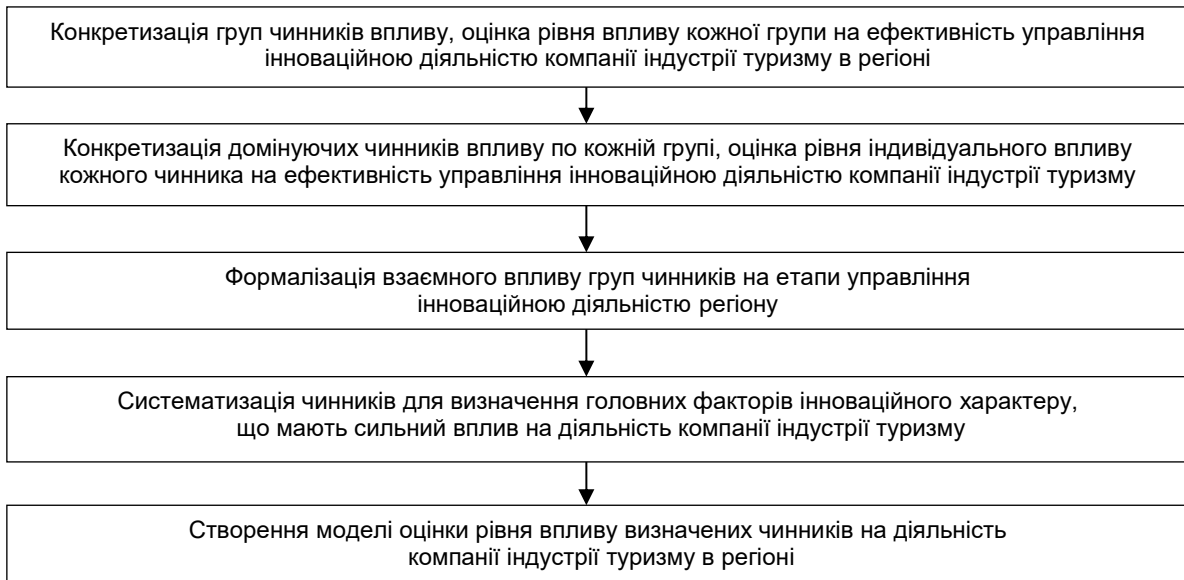 Конкретизація груп чинників впливу, оцінка рівня впливу кожної групи на ефективність управління
інноваційною діяльністю компанії індустрії туризму в регіоні
Конкретизація домінуючих чинників впливу по кожній групі, оцінка рівня індивідуального впливу
кожного чинника на ефективність управління інноваційною діяльністю компанії індустрії туризму
Формалізація взаємного впливу груп чинників на етапи управління
інноваційною діяльністю регіону
Систематизація чинників для визначення головних факторів інноваційного характеру,
що мають сильний вплив на діяльність компанії індустрії туризму
Створення моделі оцінки рівня впливу визначених чинників на діяльність
компанії індустрії туризму в регіоні